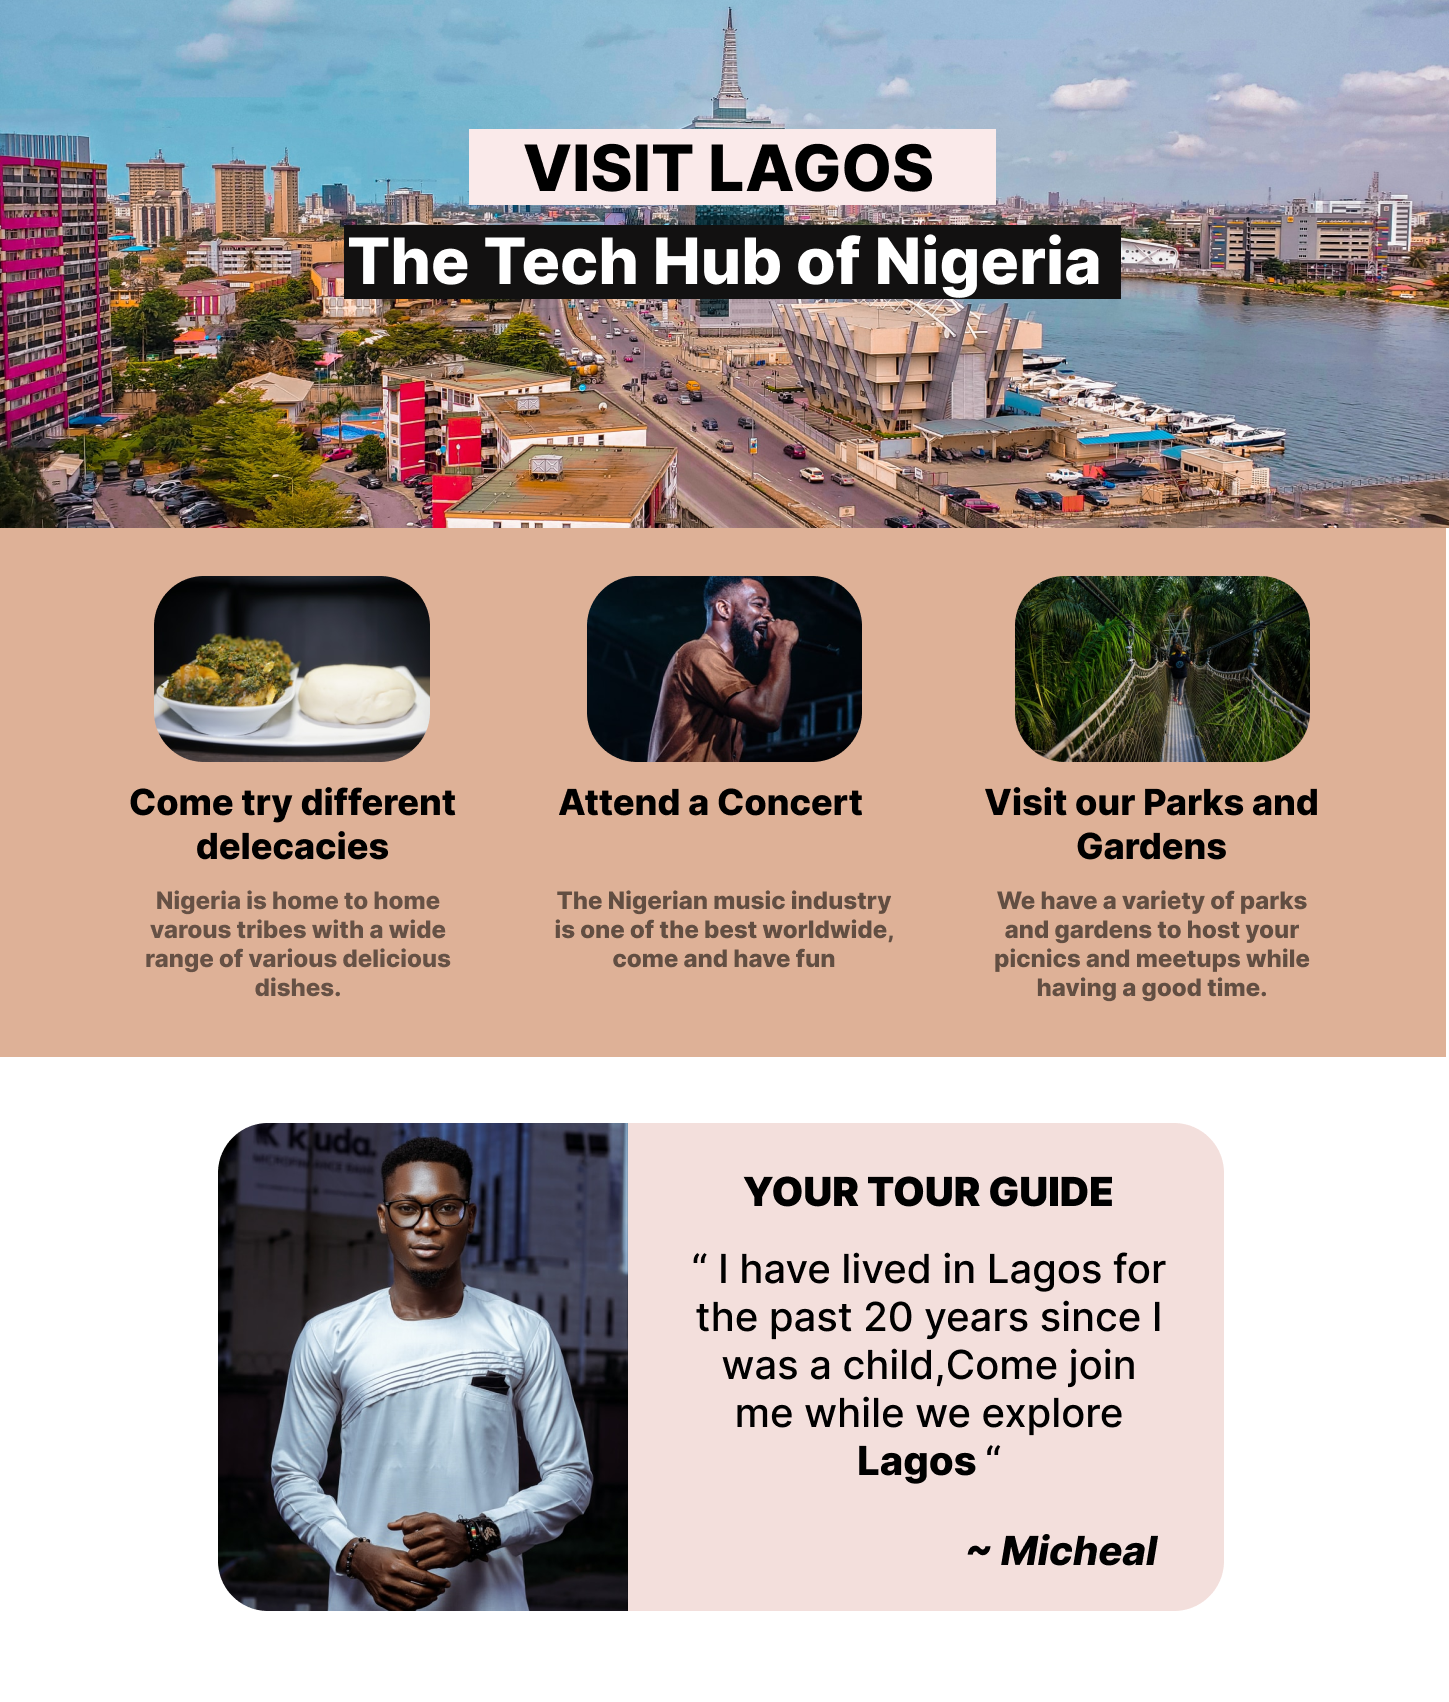 VISIT LAGOS
The Tech Hub of Nigeria
Come try different
delecacies
Nigeria is home to home
varous tribes with a wide
range of various delicious
dishes.
Attend a Concert
The Nigerian music industry
is one of the best worldwide,
come and have fun
Visit our Parks and
Gardens
We have a variety of parks
and gardens to host your
picnics and meetups while
having a good time.
kuda.
MICROFINANCE BANK
YOUR TOUR GUIDE
“ I have lived in Lagos for
the past 20 years since I
was a child,Come join
me while we explore
Lagos “
~ Micheal